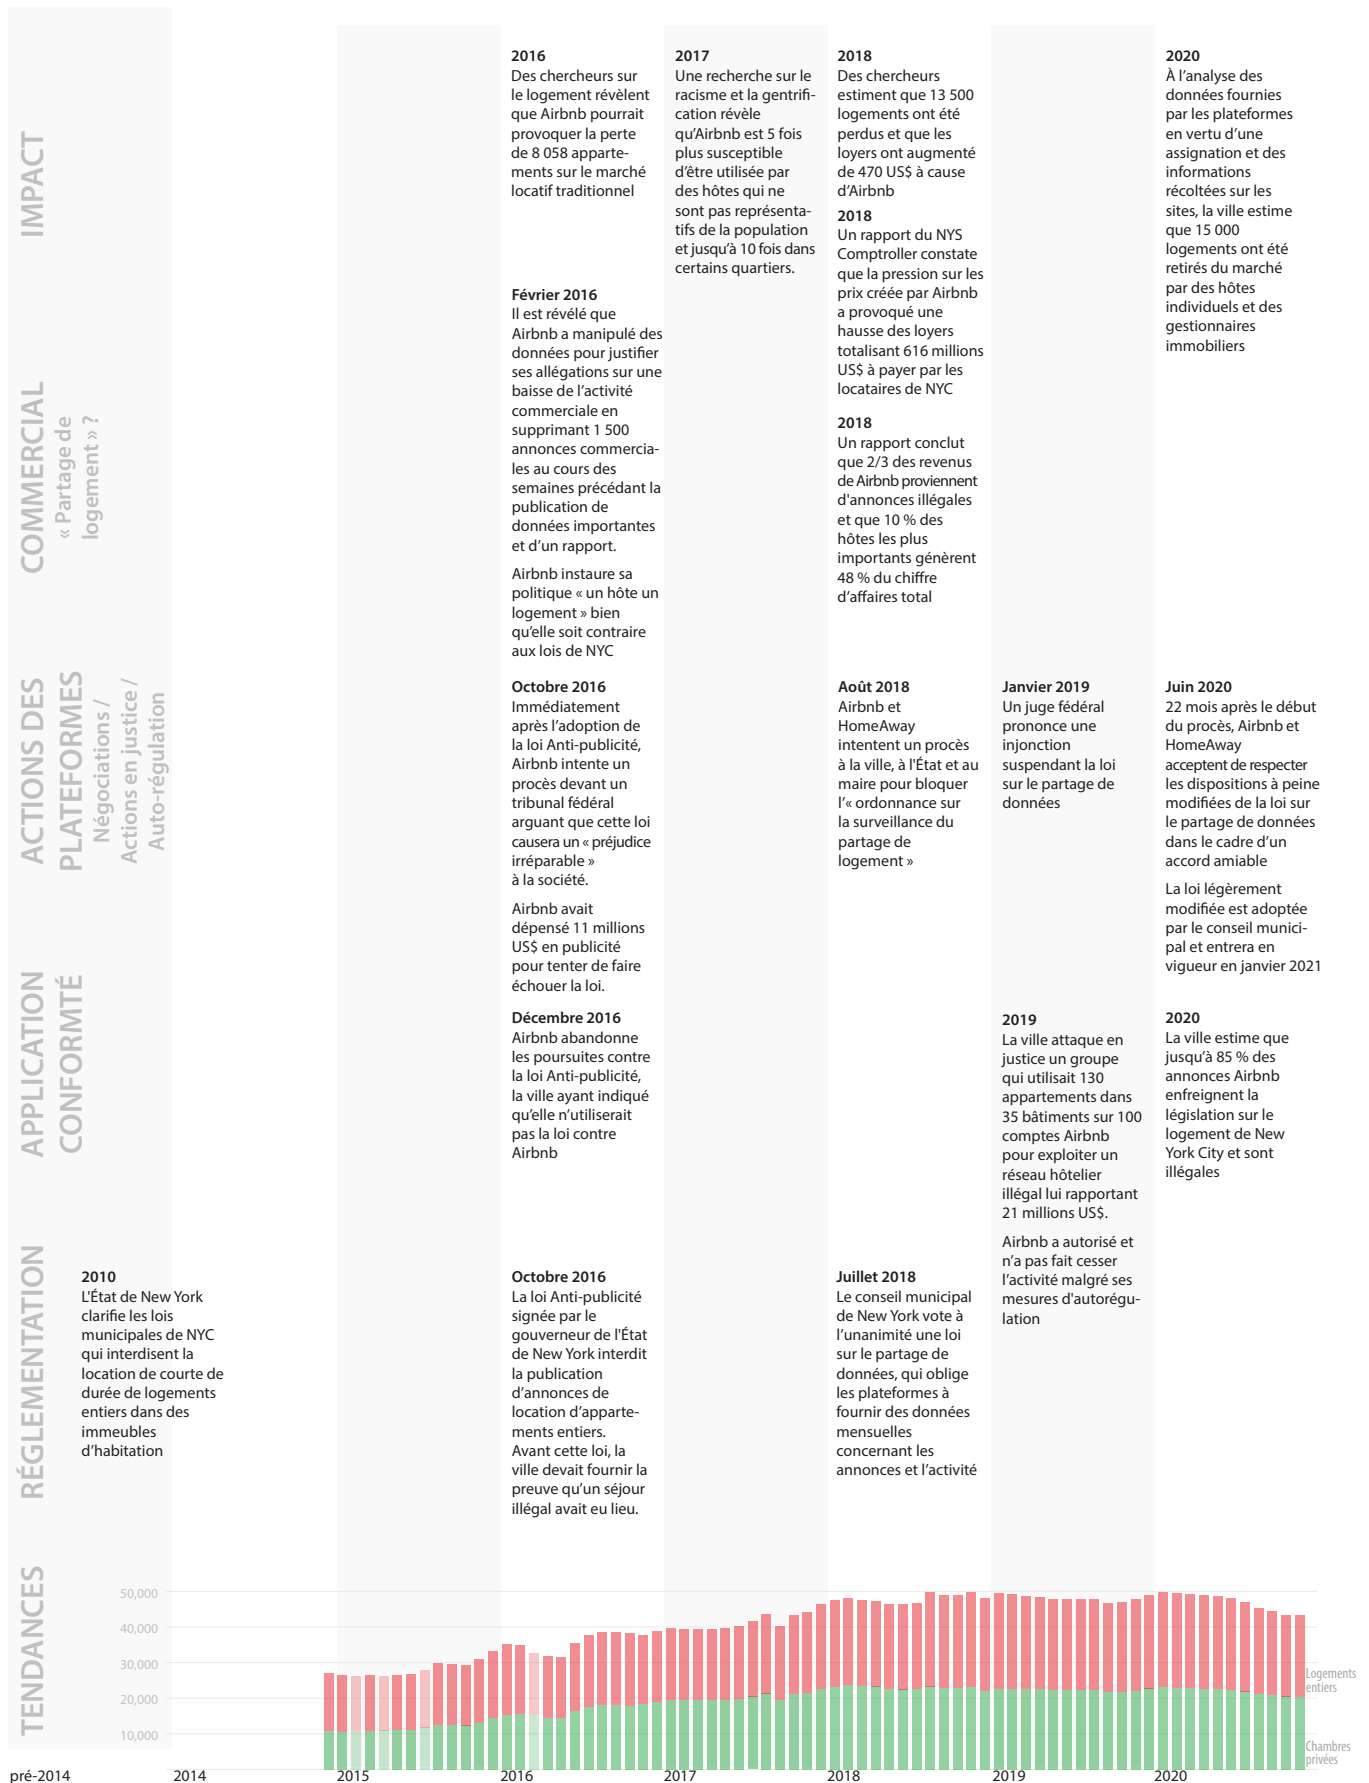 IMPACT
2016
Des chercheurs sur
le logement révèlent
que Airbnb pourrait
provoquer la perte
de 8 058 apparte-
ments sur le marché
locatif traditionnel
2017
Une recherche sur le
racisme et la gentrifi-
cation révèle
qu’Airbnb est 5 fois
plus susceptible
d’être utilisée par
des hôtes qui ne
sont pas représenta-
tifs de la population
et jusqu’à 10 fois dans
certains quartiers.
2018
Des chercheurs
estiment que 13 500
logements ont été
perdus et que les
loyers ont augmenté
de 470 US$ à cause
d’Airbnb
2018
Un rapport du NYS
Comptroller constate
que la pression sur les
prix créée par Airbnb
a provoqué une
hausse des loyers
totalisant 616 millions
US$ à payer par les
locataires de NYC
2020
À l’analyse des
données fournies
par les plateformes
en vertu d’une
assignation et des
informations
récoltées sur les
sites, la ville estime
que 15 000
logements ont été
retirés du marché
par des hôtes
individuels et des
gestionnaires
immobiliers
COMMERCIAL
« Partage de
logement » ?
Février 2016
Il est révélé que
Airbnb a manipulé des
données pour justifier
ses allégations sur une
baisse de l’activité
commerciale en
supprimant 1 500
annonces commercia-
les au cours des
semaines précédant la
publication de
données importantes
et d’un rapport.
Airbnb instaure sa
politique « un hôte un
logement » bien
qu’elle soit contraire
aux lois de NYC
2018
Un rapport conclut
que 2/3 des revenus
de Airbnb proviennent
d'annonces illégales
et que 10 % des
hôtes les plus
importants génèrent
48 % du chiffre
d’affaires total
ACTIONS DES
PLATEFORMES
Négociations /
Actions en justice /
Auto-régulation
Octobre 2016
Immédiatement
après l’adoption de
la loi Anti-publicité,
Airbnb intente un
procès devant un
tribunal fédéral
arguant que cette loi
causera un « préjudice
irréparable »
à la société.
Airbnb avait
dépensé 11 millions
US$ en publicité
pour tenter de faire
échouer la loi.
Août 2018
Airbnb et
HomeAway
intentent un procès
à la ville, à l'État et au
maire pour bloquer
l’« ordonnance sur
la surveillance du
partage de
logement »
Janvier 2019
Un juge fédéral
prononce une
injonction
suspendant la loi
sur le partage de
données
Juin 2020
22 mois après le début
du procès, Airbnb et
HomeAway
acceptent de respecter
les dispositions à peine
modifiées de la loi sur
le partage de données
dans le cadre d’un
accord amiable
La loi légèrement
modifiée est adoptée
par le conseil munici-
pal et entrera en
vigueur en janvier 2021
APPLICATION
CONFORMTÉ
Décembre 2016
Airbnb abandonne
les poursuites contre
la loi Anti-publicité,
la ville ayant indiqué
qu’elle n’utiliserait
pas la loi contre
Airbnb
2019
La ville attaque en
justice un groupe
qui utilisait 130
appartements dans
35 bâtiments sur 100
comptes Airbnb
pour exploiter un
réseau hôtelier
illégal lui rapportant
21 millions US$.
Airbnb a autorisé et
n’a pas fait cesser
l’activité malgré ses
mesures d'autorégu-
lation
2020
La ville estime que
jusqu’à 85 % des
annonces Airbnb
enfreignent la
législation sur le
logement de New
York City et sont
illégales
RÉGLEMENTATION
2010
L'État de New York
clarifie les lois
municipales de NYC
qui interdisent la
location de courte de
durée de logements
entiers dans des
immeubles
d’habitation
Octobre 2016
La loi Anti-publicité
signée par le
gouverneur de l'État
de New York interdit
la publication
d’annonces de
location d’apparte-
ments entiers.
Avant cette loi, la
ville devait fournir la
preuve qu’un séjour
illégal avait eu lieu.
Juillet 2018
Le conseil municipal
de New York vote à
l’unanimité une loi
sur le partage de
données, qui oblige
les plateformes à
fournir des données
mensuelles
concernant les
annonces et l’activité
TENDANCES
50,000
40,000
30,000
20,000
10,000
Logements
entiers
Chambres
privées
pré-2014
2014
2015
2016
2017
2018
2019
2020